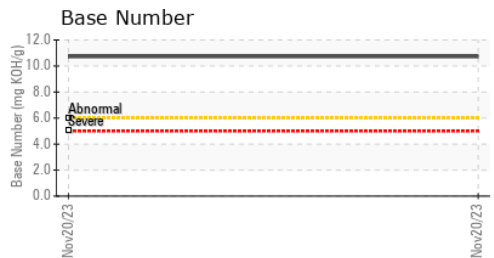 Base Number
Base Number (mg KOH/g)
12.0
10.0
8.0
6.0
4.0
2.0
0.0
Abnormal
Severe
Nov20/23
Nov20/23